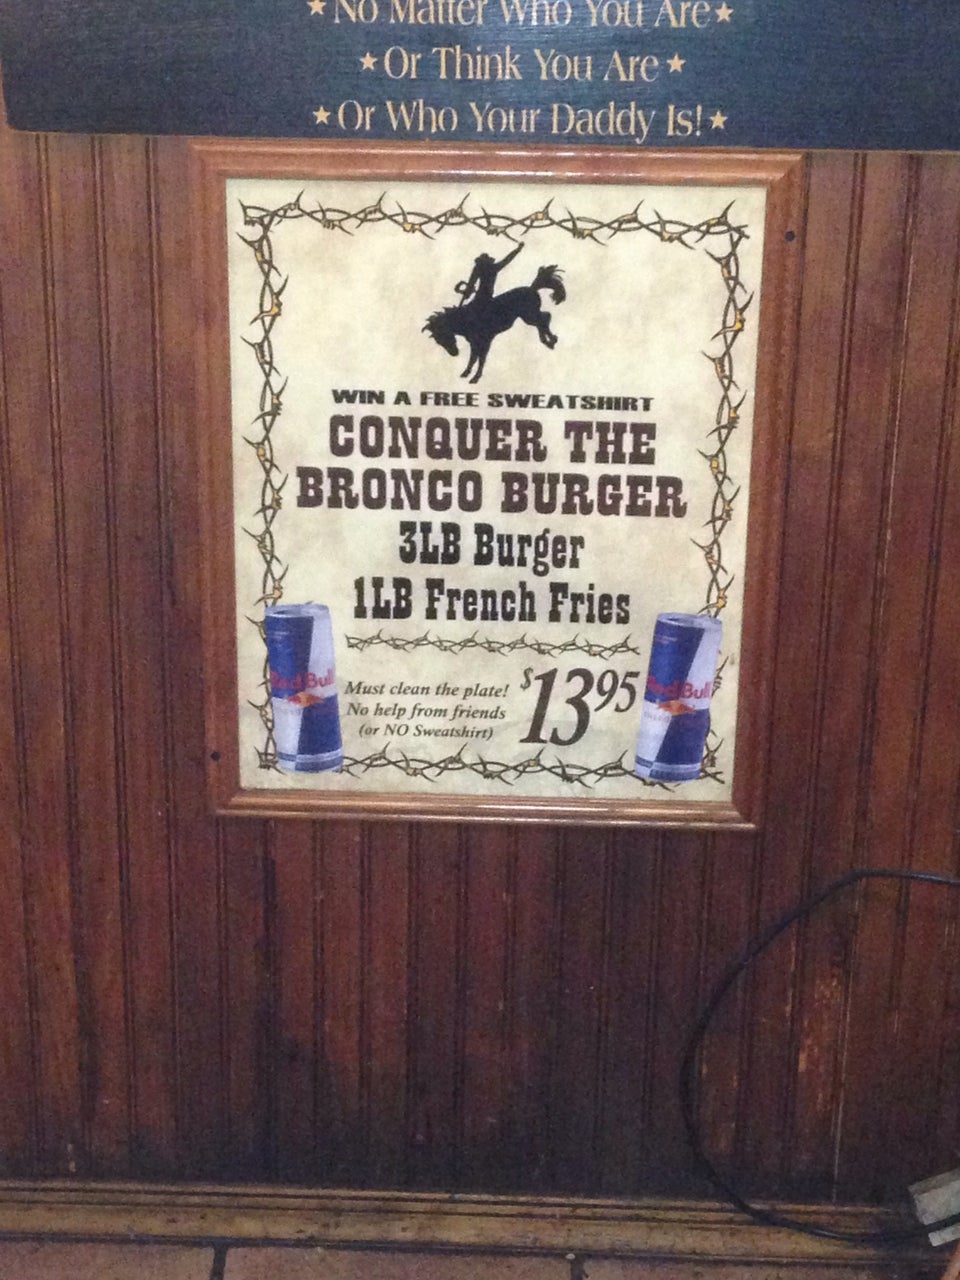 ★No Matter Who You Are★
★Or Think You Are★
★Or Who Your Daddy Is!★
WIN A FREE SWEATSHIRT
CONQUER THE
BRONCO BURGER
3LB Burger
1LB French Fries
Must clean the plate!
No help from friends
(or NO Sweatshirt)
$13.95
Red Bull
Red Bull